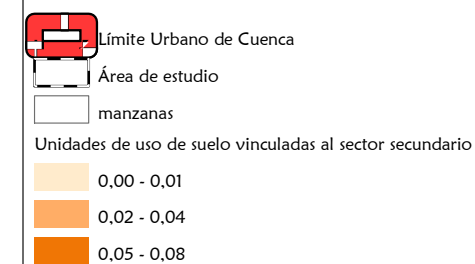 Límite Urbano de Cuenca
Área de estudio
manzanas
Unidades de uso de suelo vinculadas al sector secundario
0,00 - 0,01
0,02 - 0,04
0,05 - 0,08